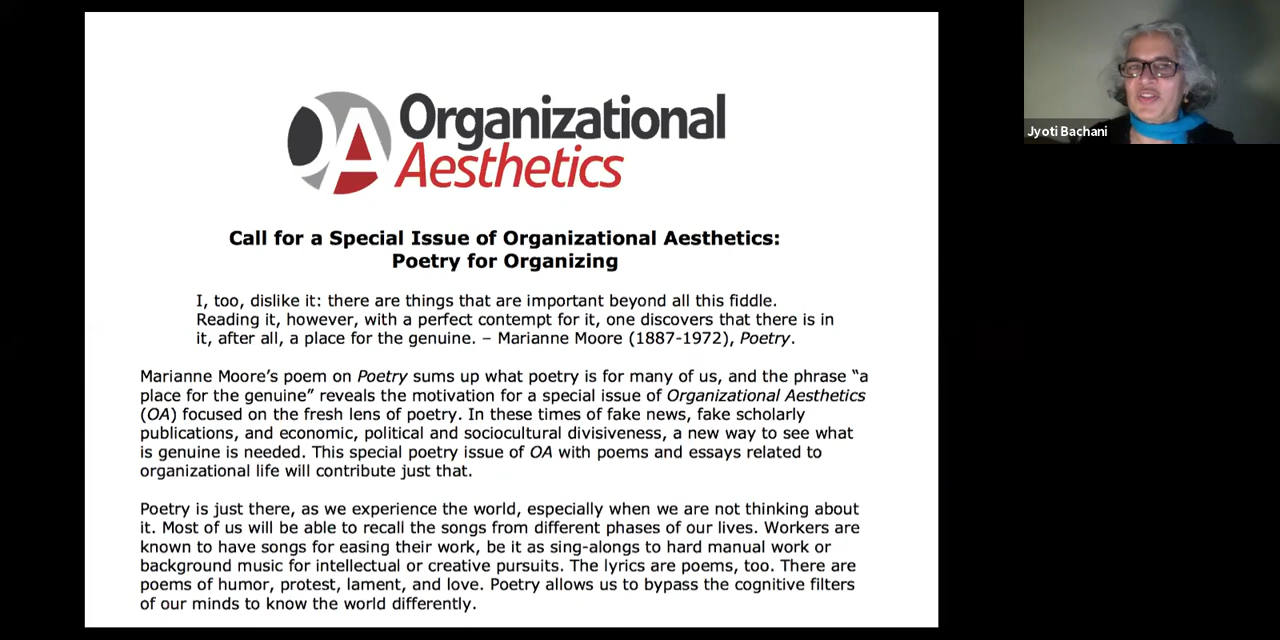 OA Organizational
Aesthetics
Call for a Special Issue of Organizational Aesthetics:
Poetry for Organizing
I, too, dislike it: there are things that are important beyond all this fiddle.
Reading it, however, with a perfect contempt for it, one discovers that there is in
it, after all, a place for the genuine. – Marianne Moore (1887-1972), Poetry.
Marianne Moore’s poem on Poetry sums up what poetry is for many of us, and the phrase “a
place for the genuine” reveals the motivation for a special issue of Organizational Aesthetics
(OA) focused on the fresh lens of poetry. In these times of fake news, fake scholarly
publications, and economic, political and sociocultural divisiveness, a new way to see what
is genuine is needed. This special poetry issue of OA with poems and essays related to
organizational life will contribute just that.
Poetry is just there, as we experience the world, especially when we are not thinking about
it. Most of us will be able to recall the songs from different phases of our lives. Workers are
known to have songs for easing their work, be it as sing-alongs to hard manual work or
background music for intellectual or creative pursuits. The lyrics are poems, too. There are
poems of humor, protest, lament, and love. Poetry allows us to bypass the cognitive filters
of our minds to know the world differently.
Jyoti Bachani